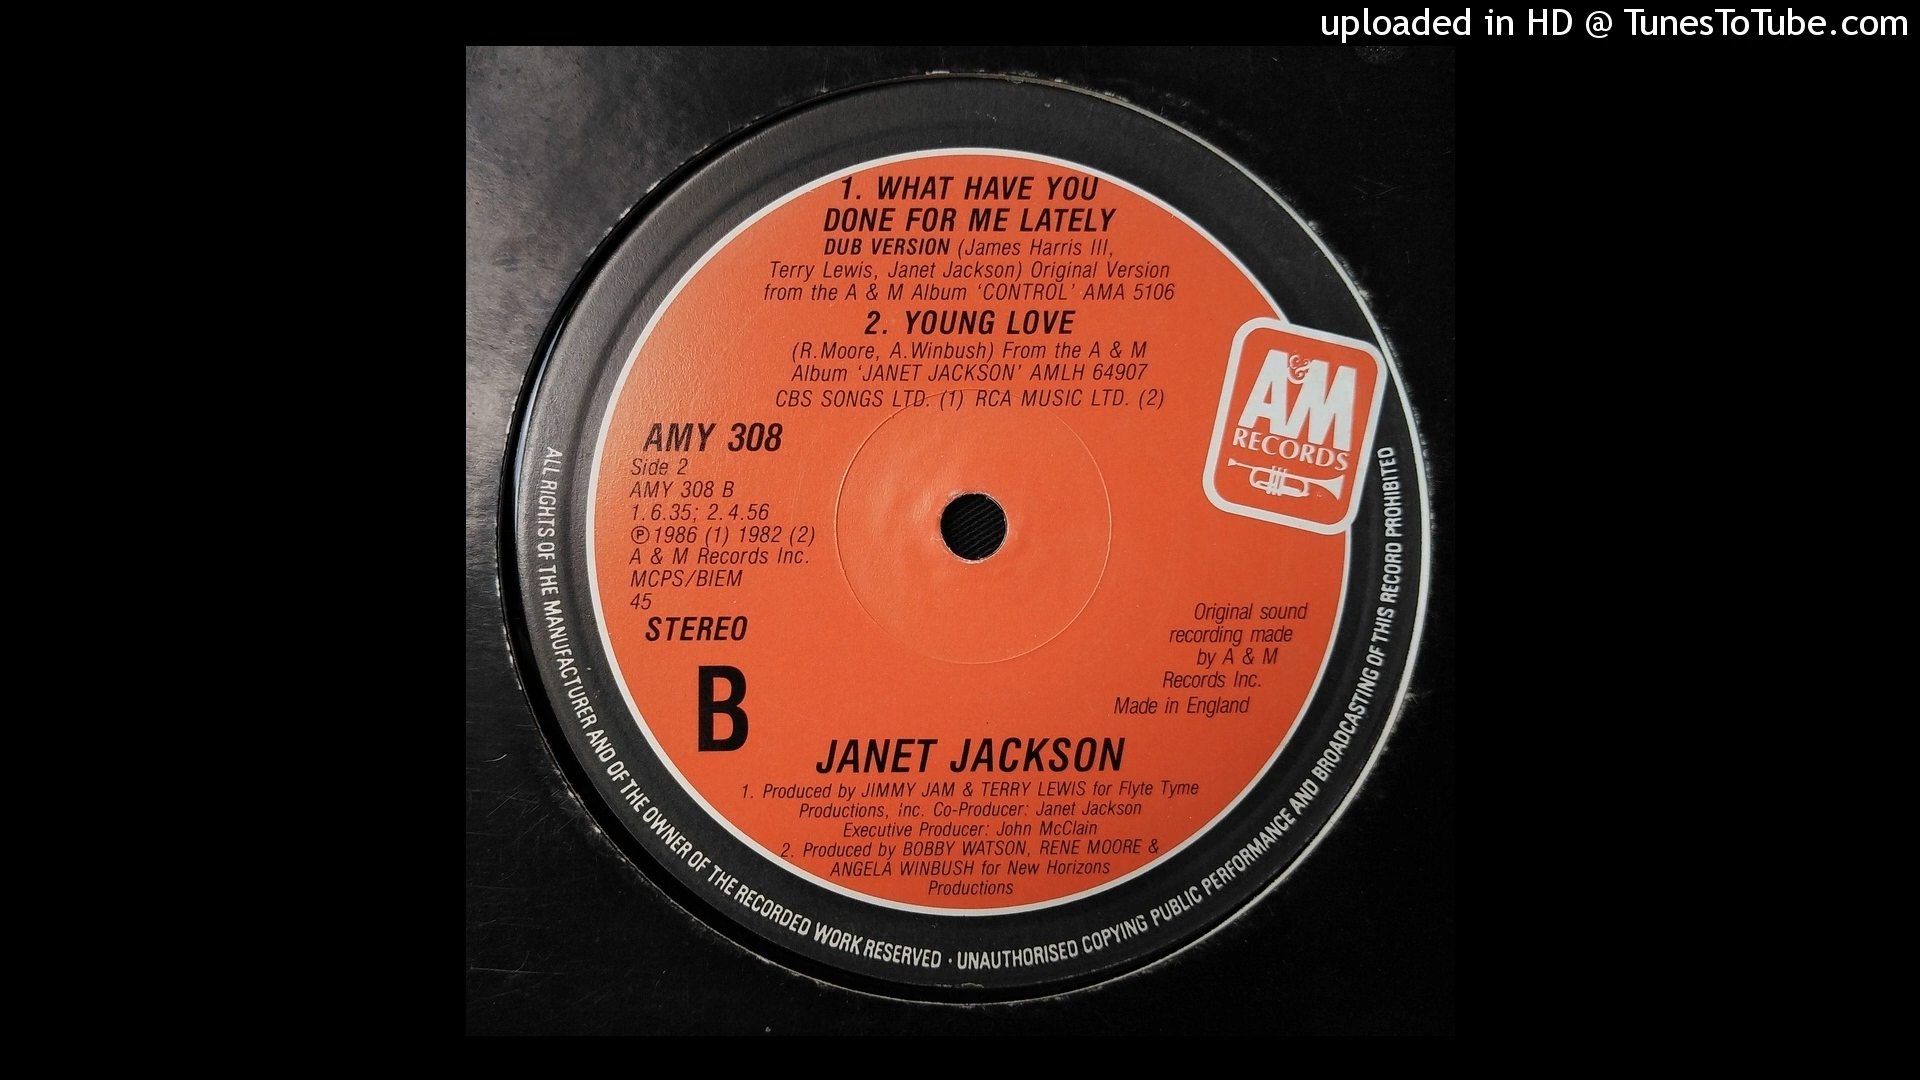 uploaded in HD @ TunesToTube.com
1. WHAT HAVE YOU
DONE FOR ME LATELY
DUB VERSION (James Harris III,
Terry Lewis, Janet Jackson) Original Version
from the A & M Album ‘CONTROL’ AMA 5106
2. YOUNG LOVE
(R.Moore, A.Winbush) From the A & M
Album ‘JANET JACKSON’ AMLH 64907
CBS SONGS LTD. (1) RCA MUSIC LTD. (2)
A&M
RECORDS
AMY 308
Side 2
AMY 308 B
1. 6.35; 2. 4.56
℗1986 (1) 1982 (2)
A & M Records Inc.
MCPS/BIEM
45
STEREO
B
Original sound
recording made
by A & M
Records Inc.
Made in England
JANET JACKSON
1. Produced by JIMMY JAM & TERRY LEWIS for Flyte Tyme
Productions, Inc. Co-Producer: Janet Jackson
Executive Producer: John McClain
2. Produced by BOBBY WATSON, RENE MOORE &
ANGELA WINBUSH for New Horizons
Productions
ALL RIGHTS OF THE MANUFACTURER AND OF THE OWNER OF THE RECORDED WORK RESERVED · UNAUTHORISED COPYING PUBLIC PERFORMANCE AND BROADCASTING OF THIS RECORD PROHIBITED